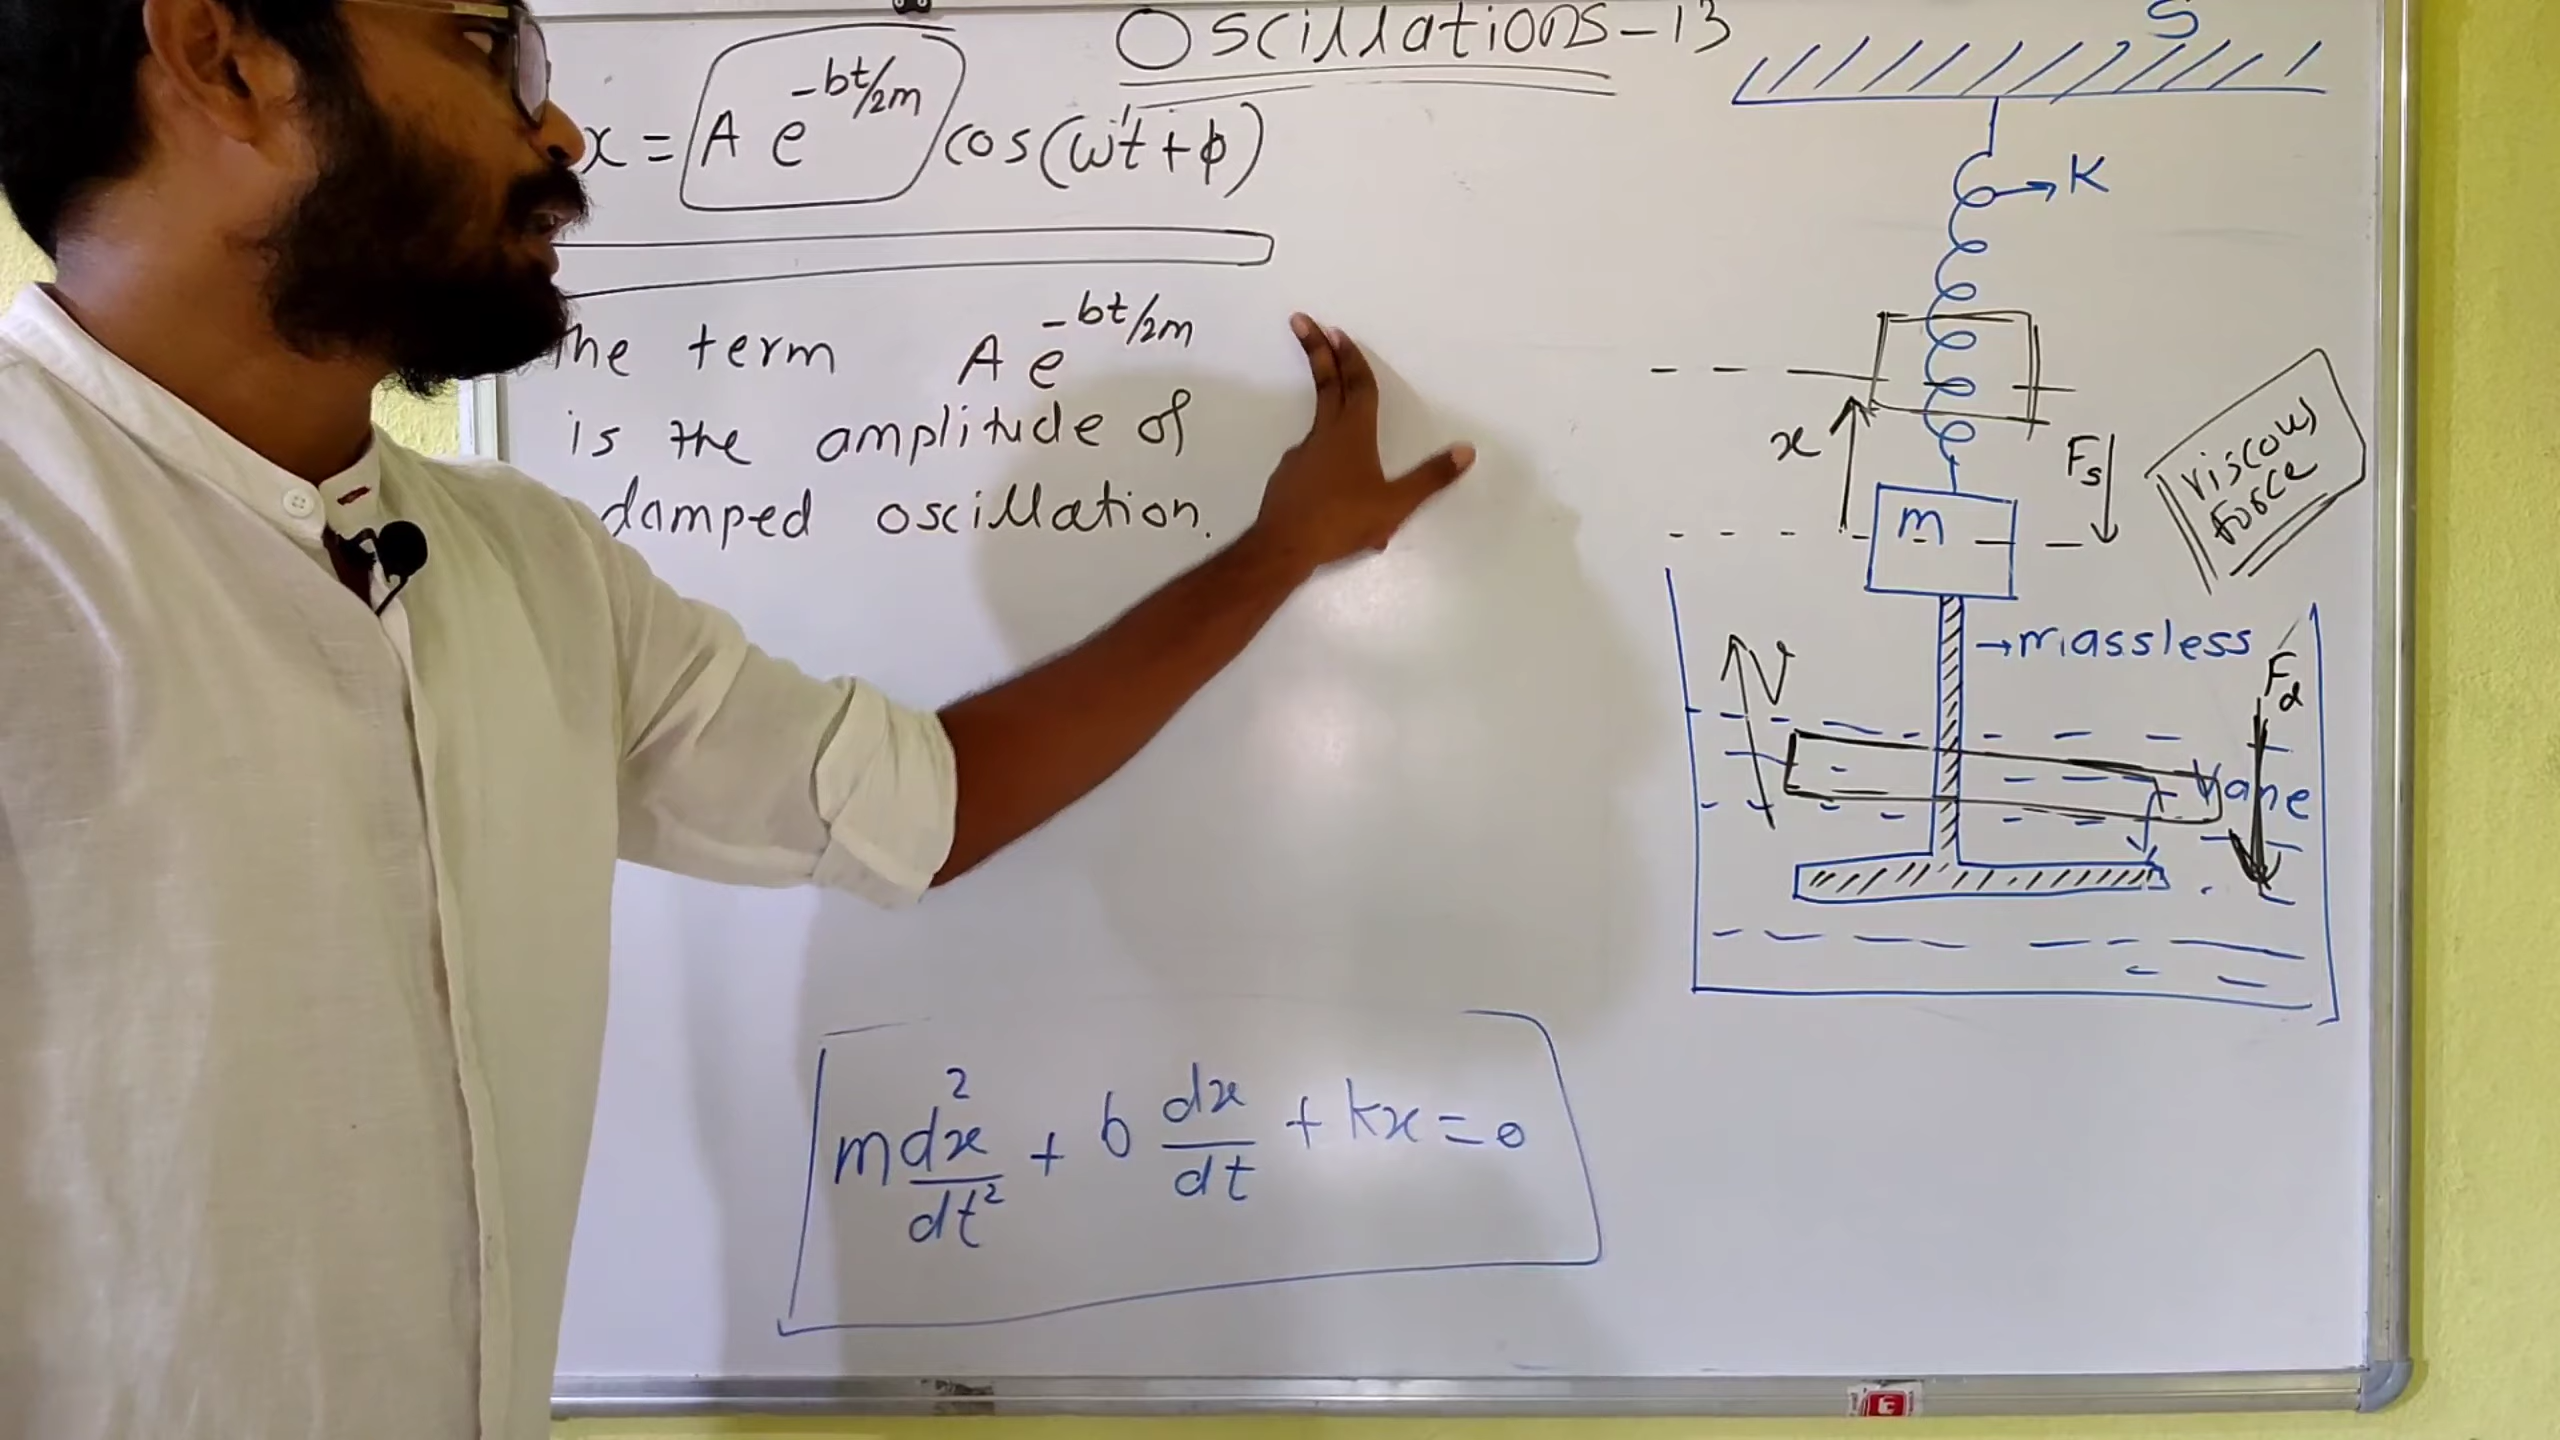 Oscillations-13
x = A e^{-bt/2m} cos(ω't + ϕ)
he term A e^{-bt/2m}
is the amplitude of
damped oscillation.
m d²x/dt² + b dx/dt + kx = 0
S
K
x
Fs
viscous
force
m
→ massless
V
Fd
Vane